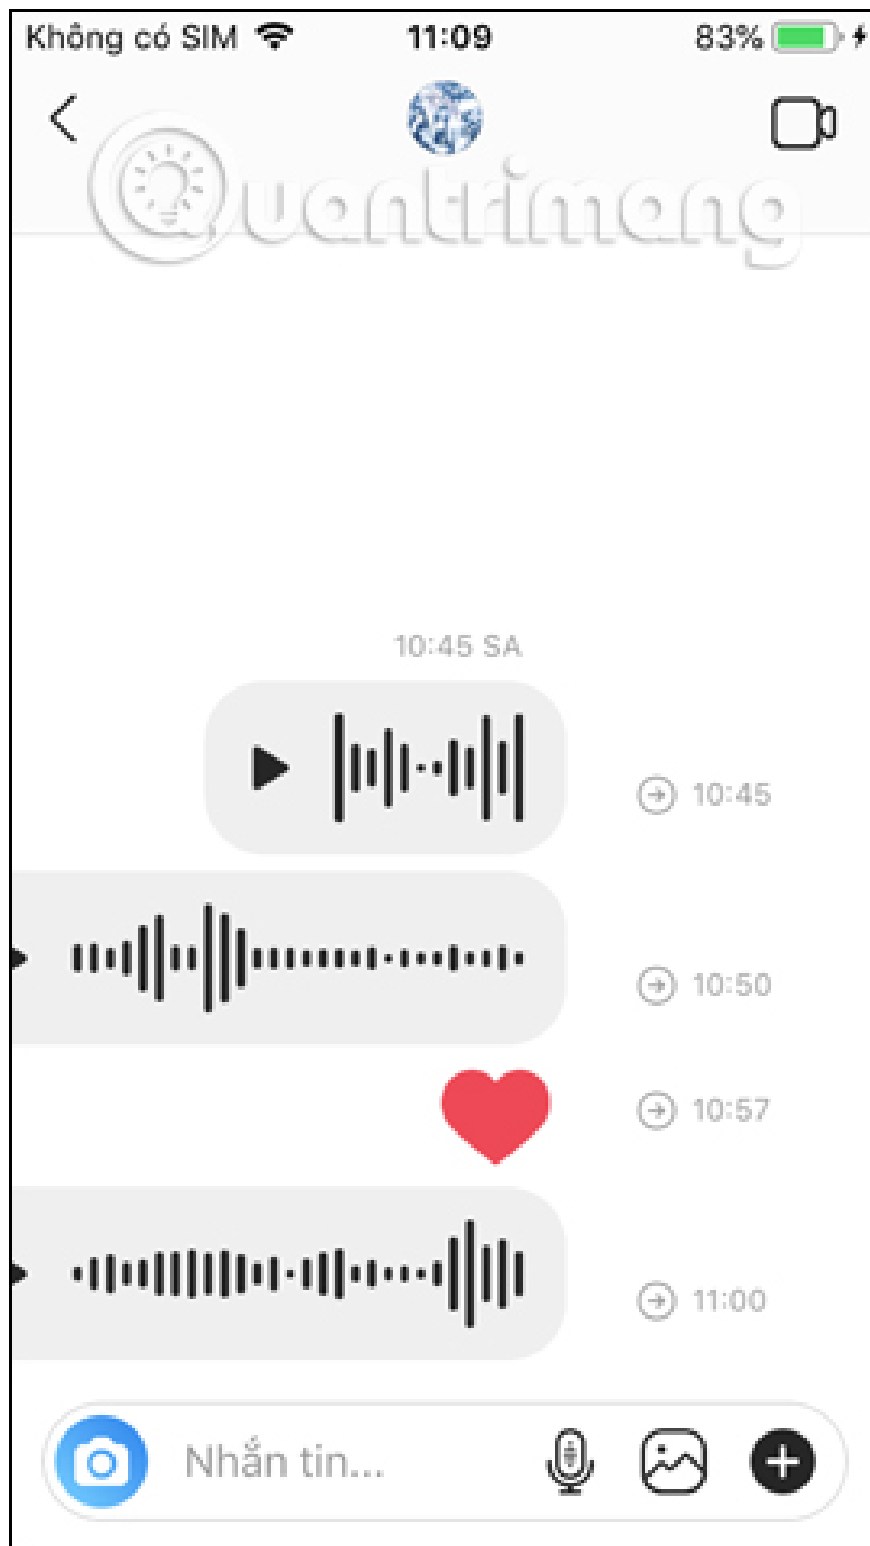 Không có SIM 11:09 83%
Quantrimang
10:45 SA
10:45
10:50
10:57
11:00
Nhắn tin...